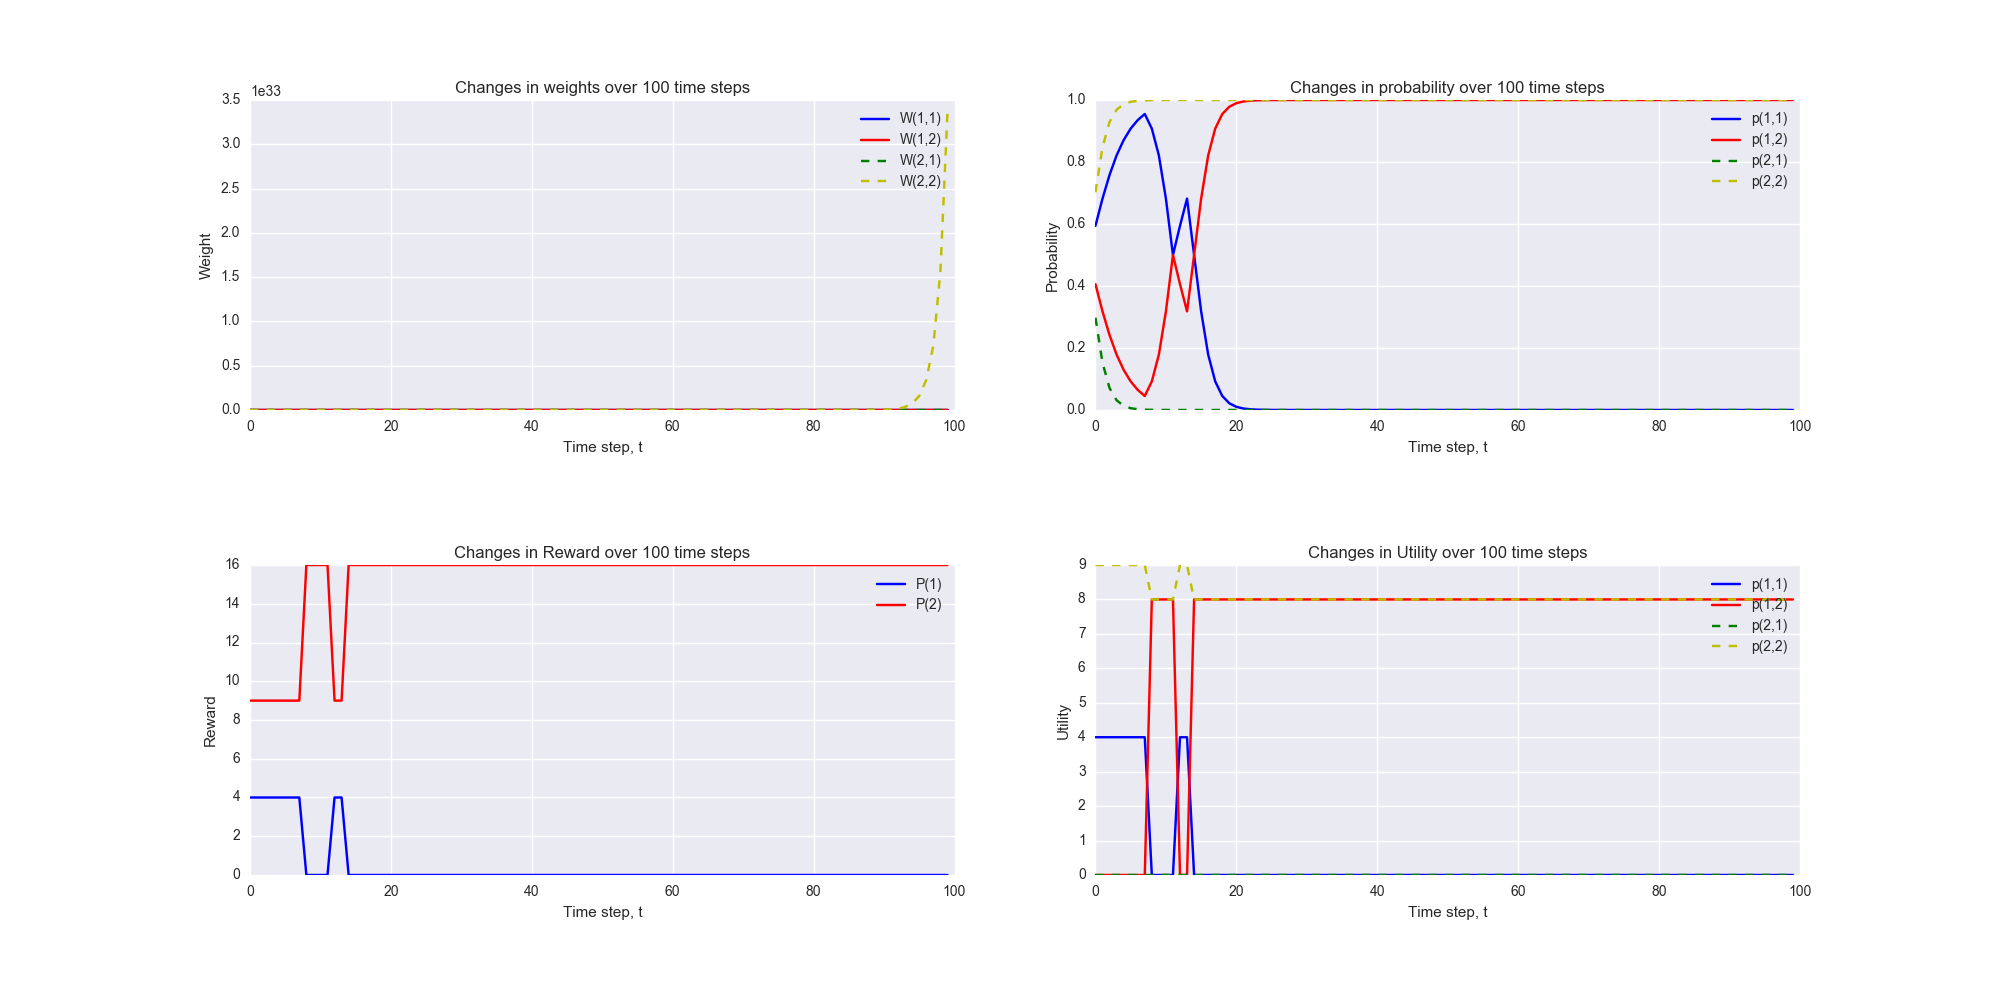 Changes in weights over 100 time steps
1e33
3.5
3.0
2.5
2.0
1.5
1.0
0.5
0.0
Weight
W(1,1)
W(1,2)
W(2,1)
W(2,2)
0 20 40 60 80 100
Time step, t
Changes in probability over 100 time steps
1.0
0.8
0.6
0.4
0.2
0.0
Probability
p(1,1)
p(1,2)
p(2,1)
p(2,2)
0 20 40 60 80 100
Time step, t
Changes in Reward over 100 time steps
16
14
12
10
8
6
4
2
0
Reward
P(1)
P(2)
0 20 40 60 80 100
Time step, t
Changes in Utility over 100 time steps
9
8
7
6
5
4
3
2
1
0
Utility
p(1,1)
p(1,2)
p(2,1)
p(2,2)
0 20 40 60 80 100
Time step, t